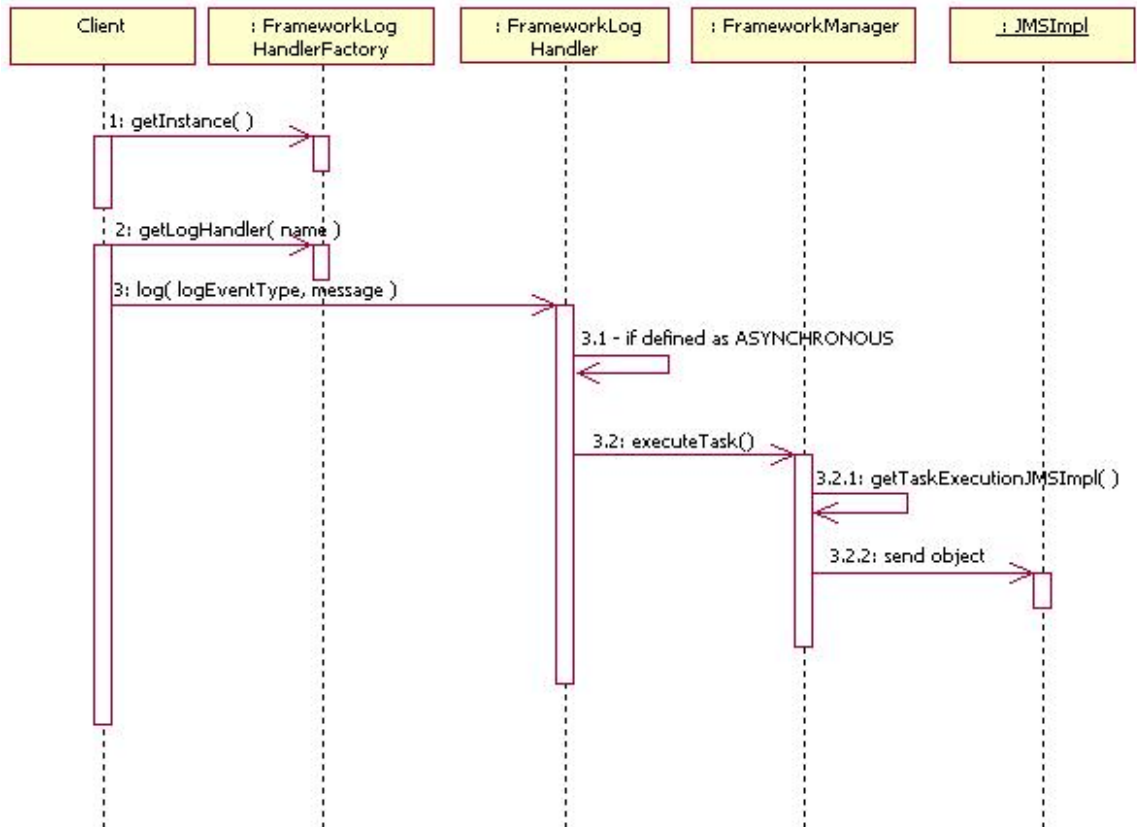 Client
: FrameworkLog
HandlerFactory
: FrameworkLog
Handler
: FrameworkManager
: JMSImpl
1: getInstance( )
2: getLogHandler( name )
3: log( logEventType, message )
3.1 - if defined as ASYNCHRONOUS
3.2: executeTask()
3.2.1: getTaskExecutionJMSImpl( )
3.2.2: send object